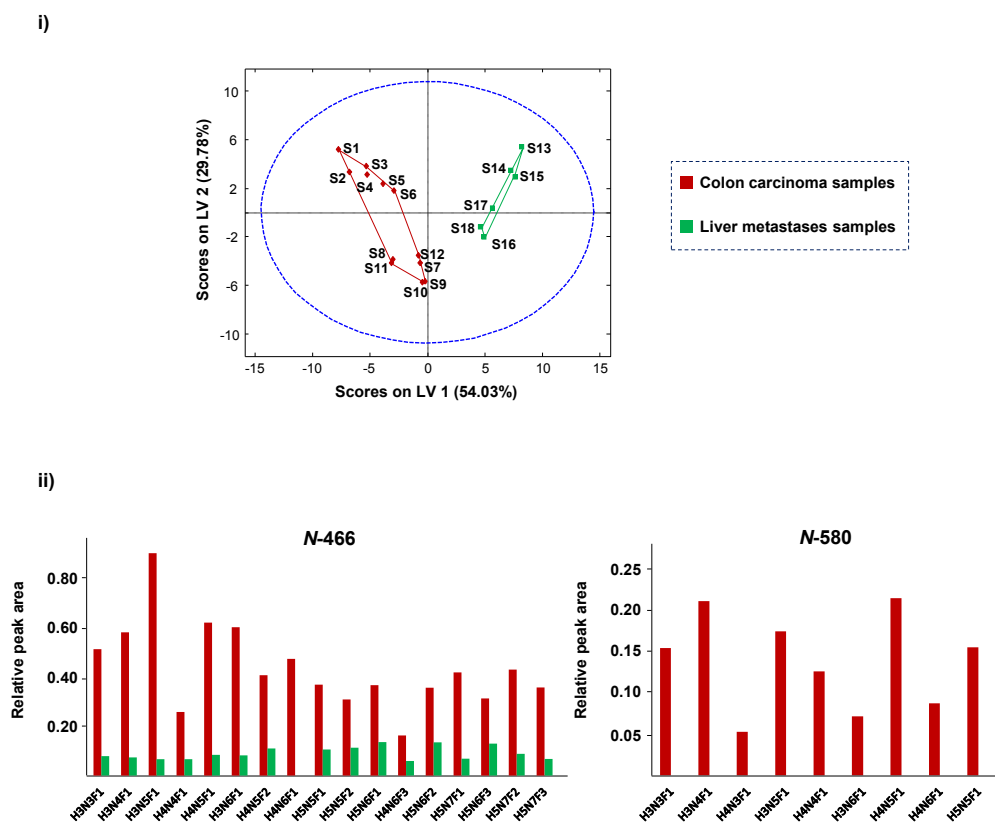 i)
10
6
2
-2
-6
-10
Scores on LV 2 (29.78%)
-15
-10
-5
0
5
10
15
Scores on LV 1 (54.03%)
S1
S2
S3
S4
S5
S6
S8
S11
S12
S7
S10
S9
S13
S14
S15
S17
S18
S16
Colon carcinoma samples
Liver metastases samples
ii)
N-466
Relative peak area
0.80
0.60
0.40
0.20
H3N3F1
H3N4F1
H3N5F1
H4N4F1
H4N5F1
H3N6F1
H4N5F2
H4N6F1
H5N5F1
H5N5F2
H5N6F1
H4N6F3
H5N6F2
H5N7F1
H5N6F3
H5N7F2
H5N7F3
N-580
Relative peak area
0.25
0.20
0.15
0.10
0.05
H3N3F1
H3N4F1
H4N3F1
H3N5F1
H4N4F1
H3N6F1
H4N5F1
H4N6F1
H5N5F1